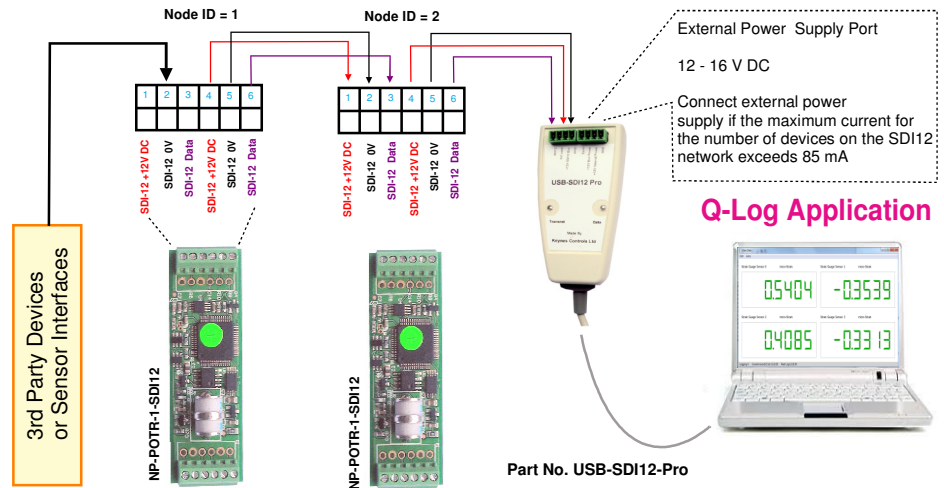 Node ID = 1
Node ID = 2
1 2 3 4 5 6
SDI-12 +12V DC
SDI-12 0V
SDI-12 Data
SDI-12 +12V DC
SDI-12 0V
SDI-12 Data
1 2 3 4 5 6
SDI-12 +12V DC
SDI-12 0V
SDI-12 Data
SDI-12 +12V DC
SDI-12 0V
SDI-12 Data
External Power Supply Port
12 - 16 V DC
Connect external power
supply if the maximum current for
the number of devices on the SDI12
network exceeds 85 mA
USB-SDI12 Pro
Transmit
Data
Made By
Keynes Controls Ltd
Q-Log Application
0.5404
-0.3539
0.4085
-0.3313
3rd Party Devices
or Sensor Interfaces
NP-POTR-1-SDI12
NP-POTR-1-SDI12
Part No. USB-SDI12-Pro